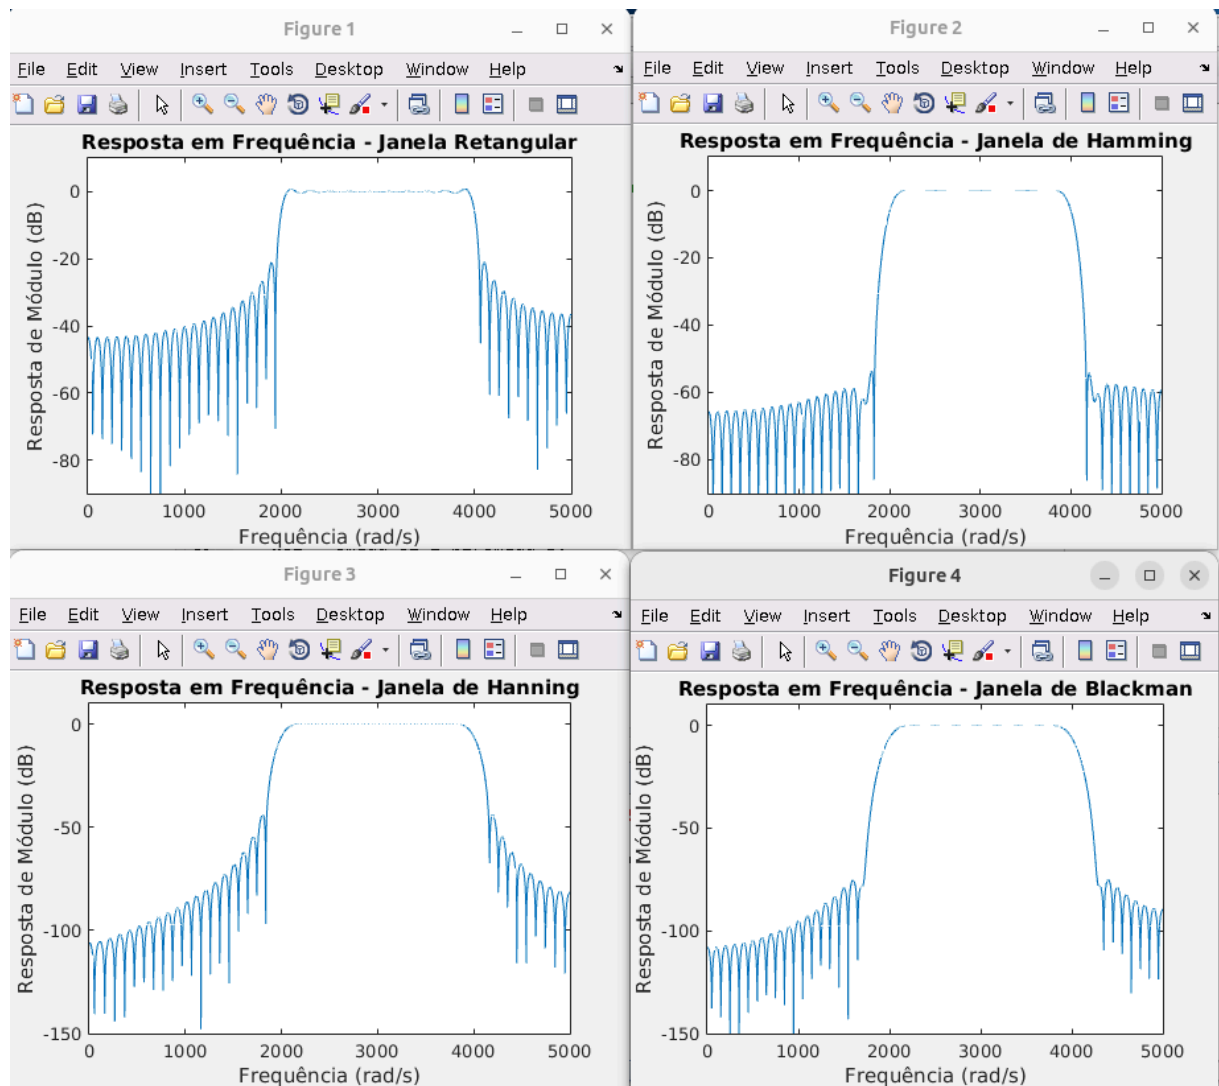 Figure 1
File Edit View Insert Tools Desktop Window Help
Resposta em Frequência - Janela Retangular
Resposta de Módulo (dB)
0
-20
-40
-60
-80
0 1000 2000 3000 4000 5000
Frequência (rad/s)
Figure 2
File Edit View Insert Tools Desktop Window Help
Resposta em Frequência - Janela de Hamming
Resposta de Módulo (dB)
0
-20
-40
-60
-80
0 1000 2000 3000 4000 5000
Frequência (rad/s)
Figure 3
File Edit View Insert Tools Desktop Window Help
Resposta em Frequência - Janela de Hanning
Resposta de Módulo (dB)
0
-50
-100
-150
0 1000 2000 3000 4000 5000
Frequência (rad/s)
Figure 4
File Edit View Insert Tools Desktop Window Help
Resposta em Frequência - Janela de Blackman
Resposta de Módulo (dB)
0
-50
-100
-150
0 1000 2000 3000 4000 5000
Frequência (rad/s)